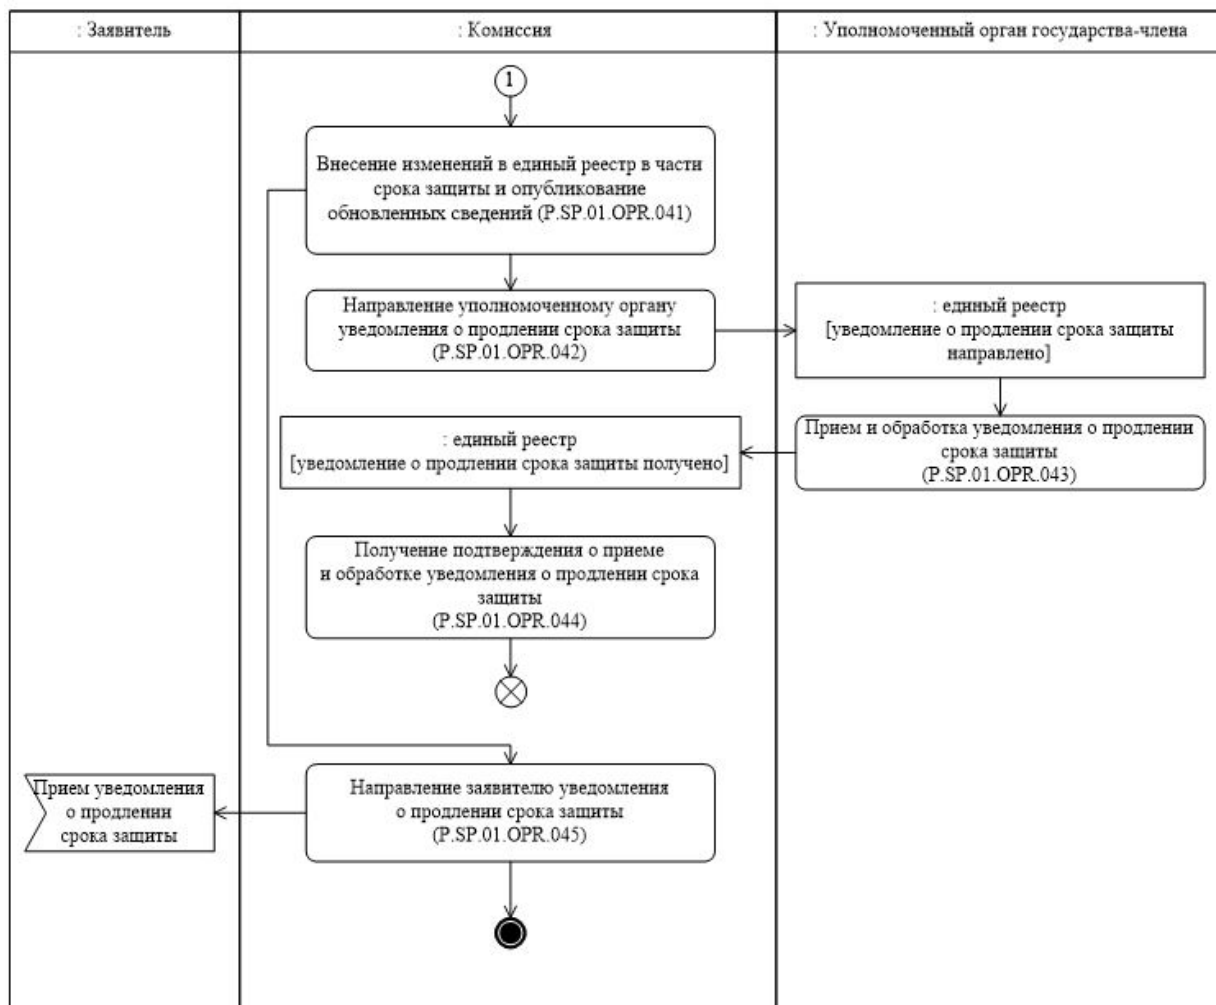 : Заявитель
: Комиссия
: Уполномоченный орган государства-члена
1
Внесение изменений в единый реестр в части
срока защиты и опубликование
обновленных сведений (P.SP.01.OPR.041)
Направление уполномоченному органу
уведомления о продлении срока защиты
(P.SP.01.OPR.042)
: единый реестр
[уведомление о продлении срока защиты
направлено]
Прием и обработка уведомления о продлении
срока защиты
(P.SP.01.OPR.043)
: единый реестр
[уведомление о продлении срока защиты получено]
Получение подтверждения о приеме
и обработке уведомления о продлении срока
защиты
(P.SP.01.OPR.044)
Направление заявителю уведомления
о продлении срока защиты
(P.SP.01.OPR.045)
Прием уведомления
о продлении
срока защиты